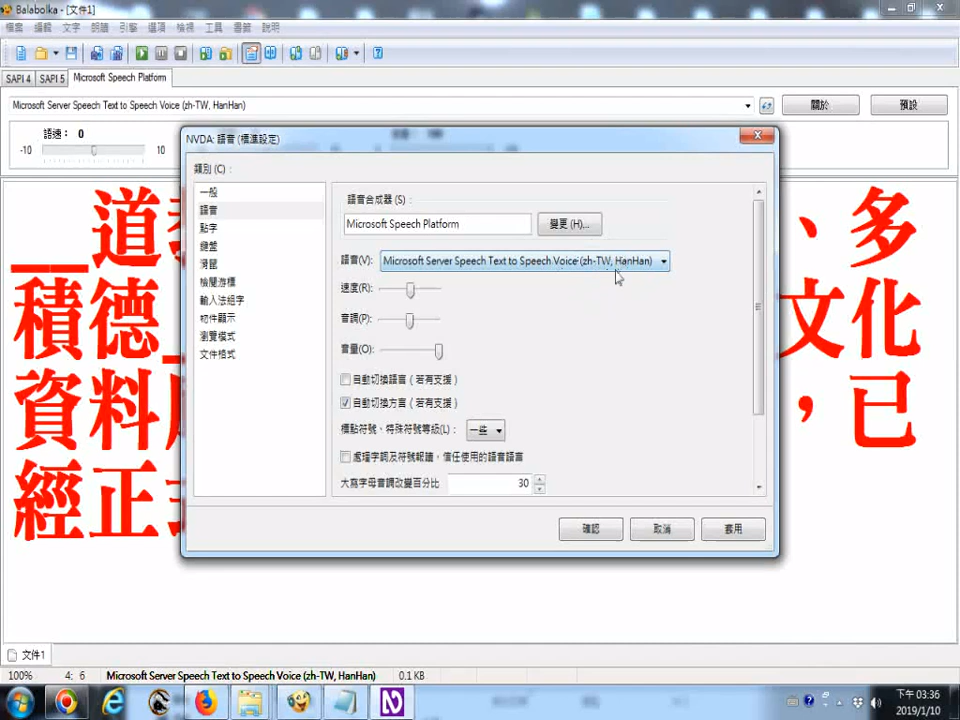 Balabolka - [文件1]
檔案 編輯 文字 朗讀 引擎 選項 檢視 工具 書籤 說明
SAPI 4 SAPI 5 Microsoft Speech Platform
Microsoft Server Speech Text to Speech Voice (zh-TW, HanHan)
關於 預設
語速： 0
-10 10
NVDA: 語音 (標準設定)
類別(C)：
一般
語音
點字
鍵盤
滑鼠
檢閱游標
輸入法組字
物件顯示
瀏覽模式
文件格式
語音合成器 (S)：
Microsoft Speech Platform 變更 (H)...
語音(V): Microsoft Server Speech Text to Speech Voice (zh-TW, HanHan)
速度(R):
音調(P):
音量(O):
自動切換語言（若有支援）
自動切換方言（若有支援）
標點符號、特殊符號等級(L)： 一些
處理字詞及符號報讀，信任使用的語音語言
大寫字母音調改變百分比 30
確認 取消 套用
道 、多
積德 文化
資料 ，已
經正
文件1
100% 4: 6 Microsoft Server Speech Text to Speech Voice (zh-TW, HanHan) 0.1 KB
下午 03:36
2019/1/10